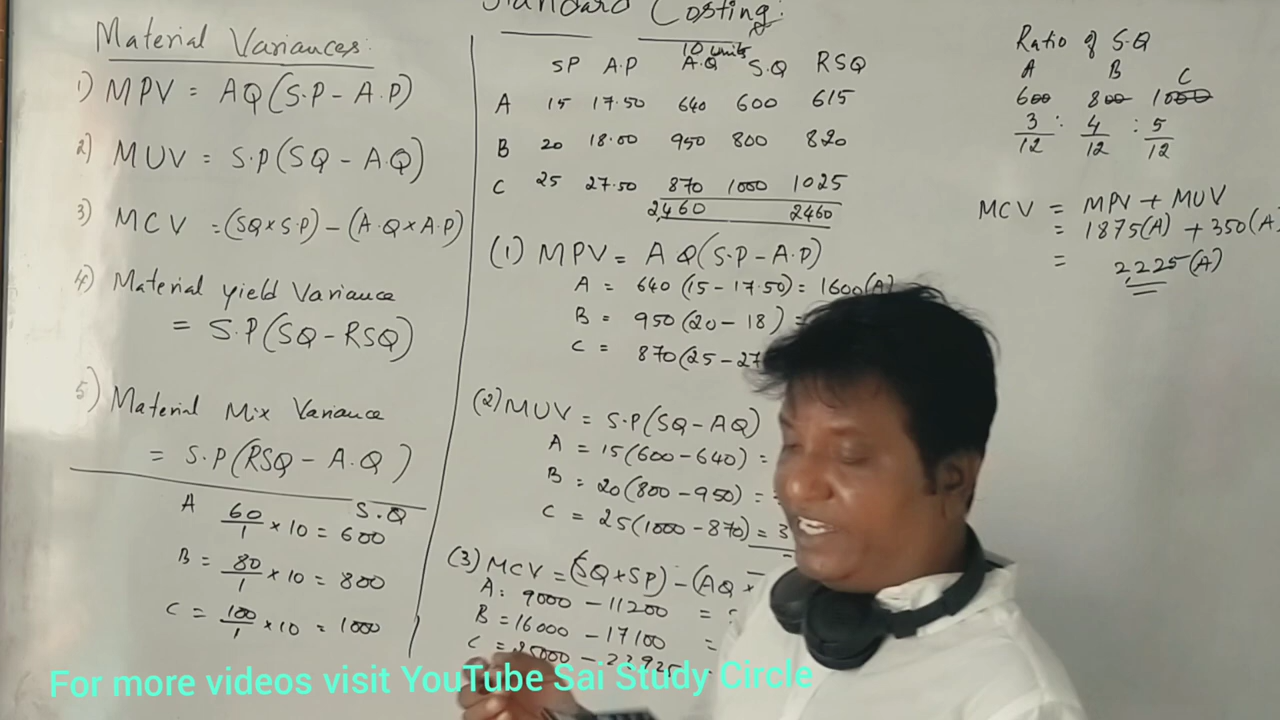 Standard Costing:
Material Variances:
1) MPV = AQ(S.P - A.P)
2) MUV = S.P(SQ - A.Q)
3) MCV = (SQ×S.P) - (A.Q×A.P)
4) Material yield Variance
= S.P(SQ - RSQ)
5) Material Mix Variance
= S.P(RSQ - A.Q)
S.Q
A 60/1 × 10 = 600
B = 80/1 × 10 = 800
C = 100/1 × 10 = 1000
10 units
SP A.P A.Q S.Q RSQ
A 15 17.50 640 600 615
B 20 18.00 950 800 820
C 25 27.50 870 1000 1025
2460 2460
(1) MPV = AQ(S.P - A.P)
A = 640(15 - 17.50) = 1600(A)
B = 950(20 - 18) =
C = 870(25 - 27
(2) MUV = S.P(SQ - AQ)
A = 15(600 - 640) =
B = 20(800 - 950) =
C = 25(1000 - 870) = 3
(3) MCV = (SQ×SP) - (AQ×
A: 9000 - 11200 =
B = 16000 - 17100 =
C = 25000 - 23925
Ratio of S.Q
A B C
600 800 1000
3/12 : 4/12 : 5/12
MCV = MPV + MUV
= 1875(A) + 350(A
= 2,225(A)
For more videos visit YouTube Sai Study Circle